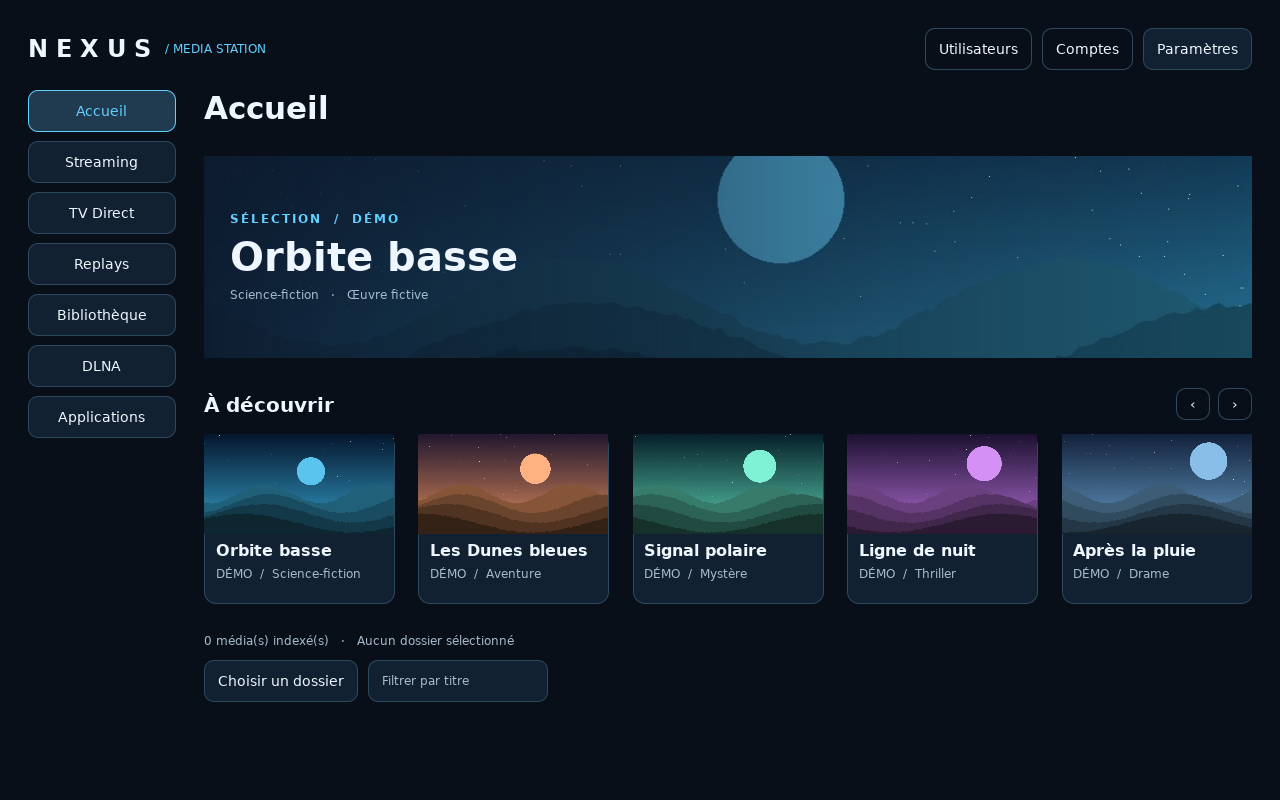 NEXUS / MEDIA STATION
Utilisateurs
Comptes
Paramètres
Accueil
Streaming
TV Direct
Replays
Bibliothèque
DLNA
Applications
Accueil
SÉLECTION / DÉMO
Orbite basse
Science-fiction · Œuvre fictive
À découvrir
‹ ›
Orbite basse
DÉMO / Science-fiction
Les Dunes bleues
DÉMO / Aventure
Signal polaire
DÉMO / Mystère
Ligne de nuit
DÉMO / Thriller
Après la pluie
DÉMO / Drame
0 média(s) indexé(s) · Aucun dossier sélectionné
Choisir un dossier
Filtrer par titre